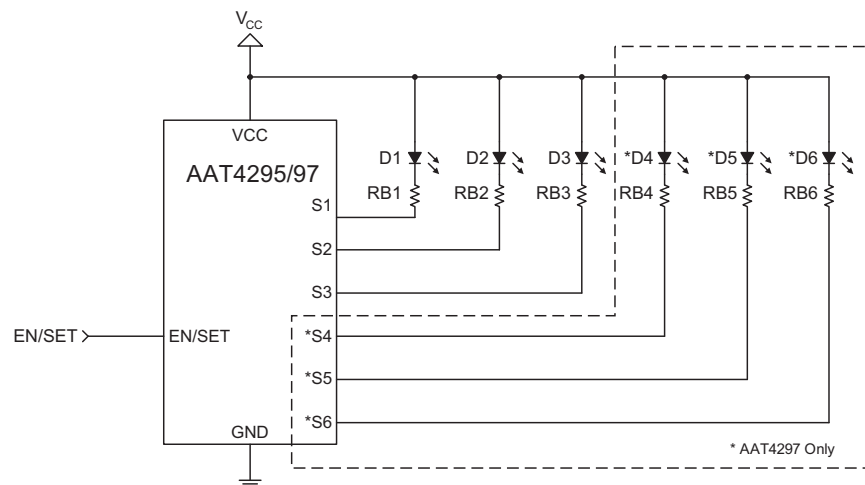 VCC
VCC
AAT4295/97
D1 D2 D3 *D4 *D5 *D6
RB1 RB2 RB3 RB4 RB5 RB6
S1
S2
S3
EN/SET EN/SET *S4
*S5
*S6
GND
* AAT4297 Only